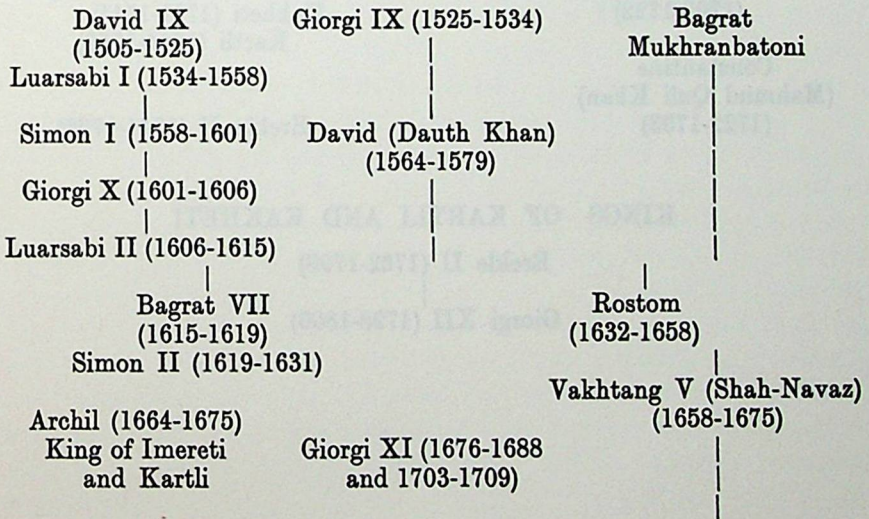 David IX Giorgi IX (1525-1534) Bagrat
(1505-1525) Mukhranbatoni
Luarsabi I (1534-1558)
Simon I (1558-1601) David (Dauth Khan)
(1564-1579)
Giorgi X (1601-1606)
Luarsabi II (1606-1615)
Bagrat VII Rostom
(1615-1619) (1632-1658)
Simon II (1619-1631)
Vakhtang V (Shah-Navaz)
Archil (1664-1675) (1658-1675)
King of Imereti Giorgi XI (1676-1688
and Kartli and 1703-1709)